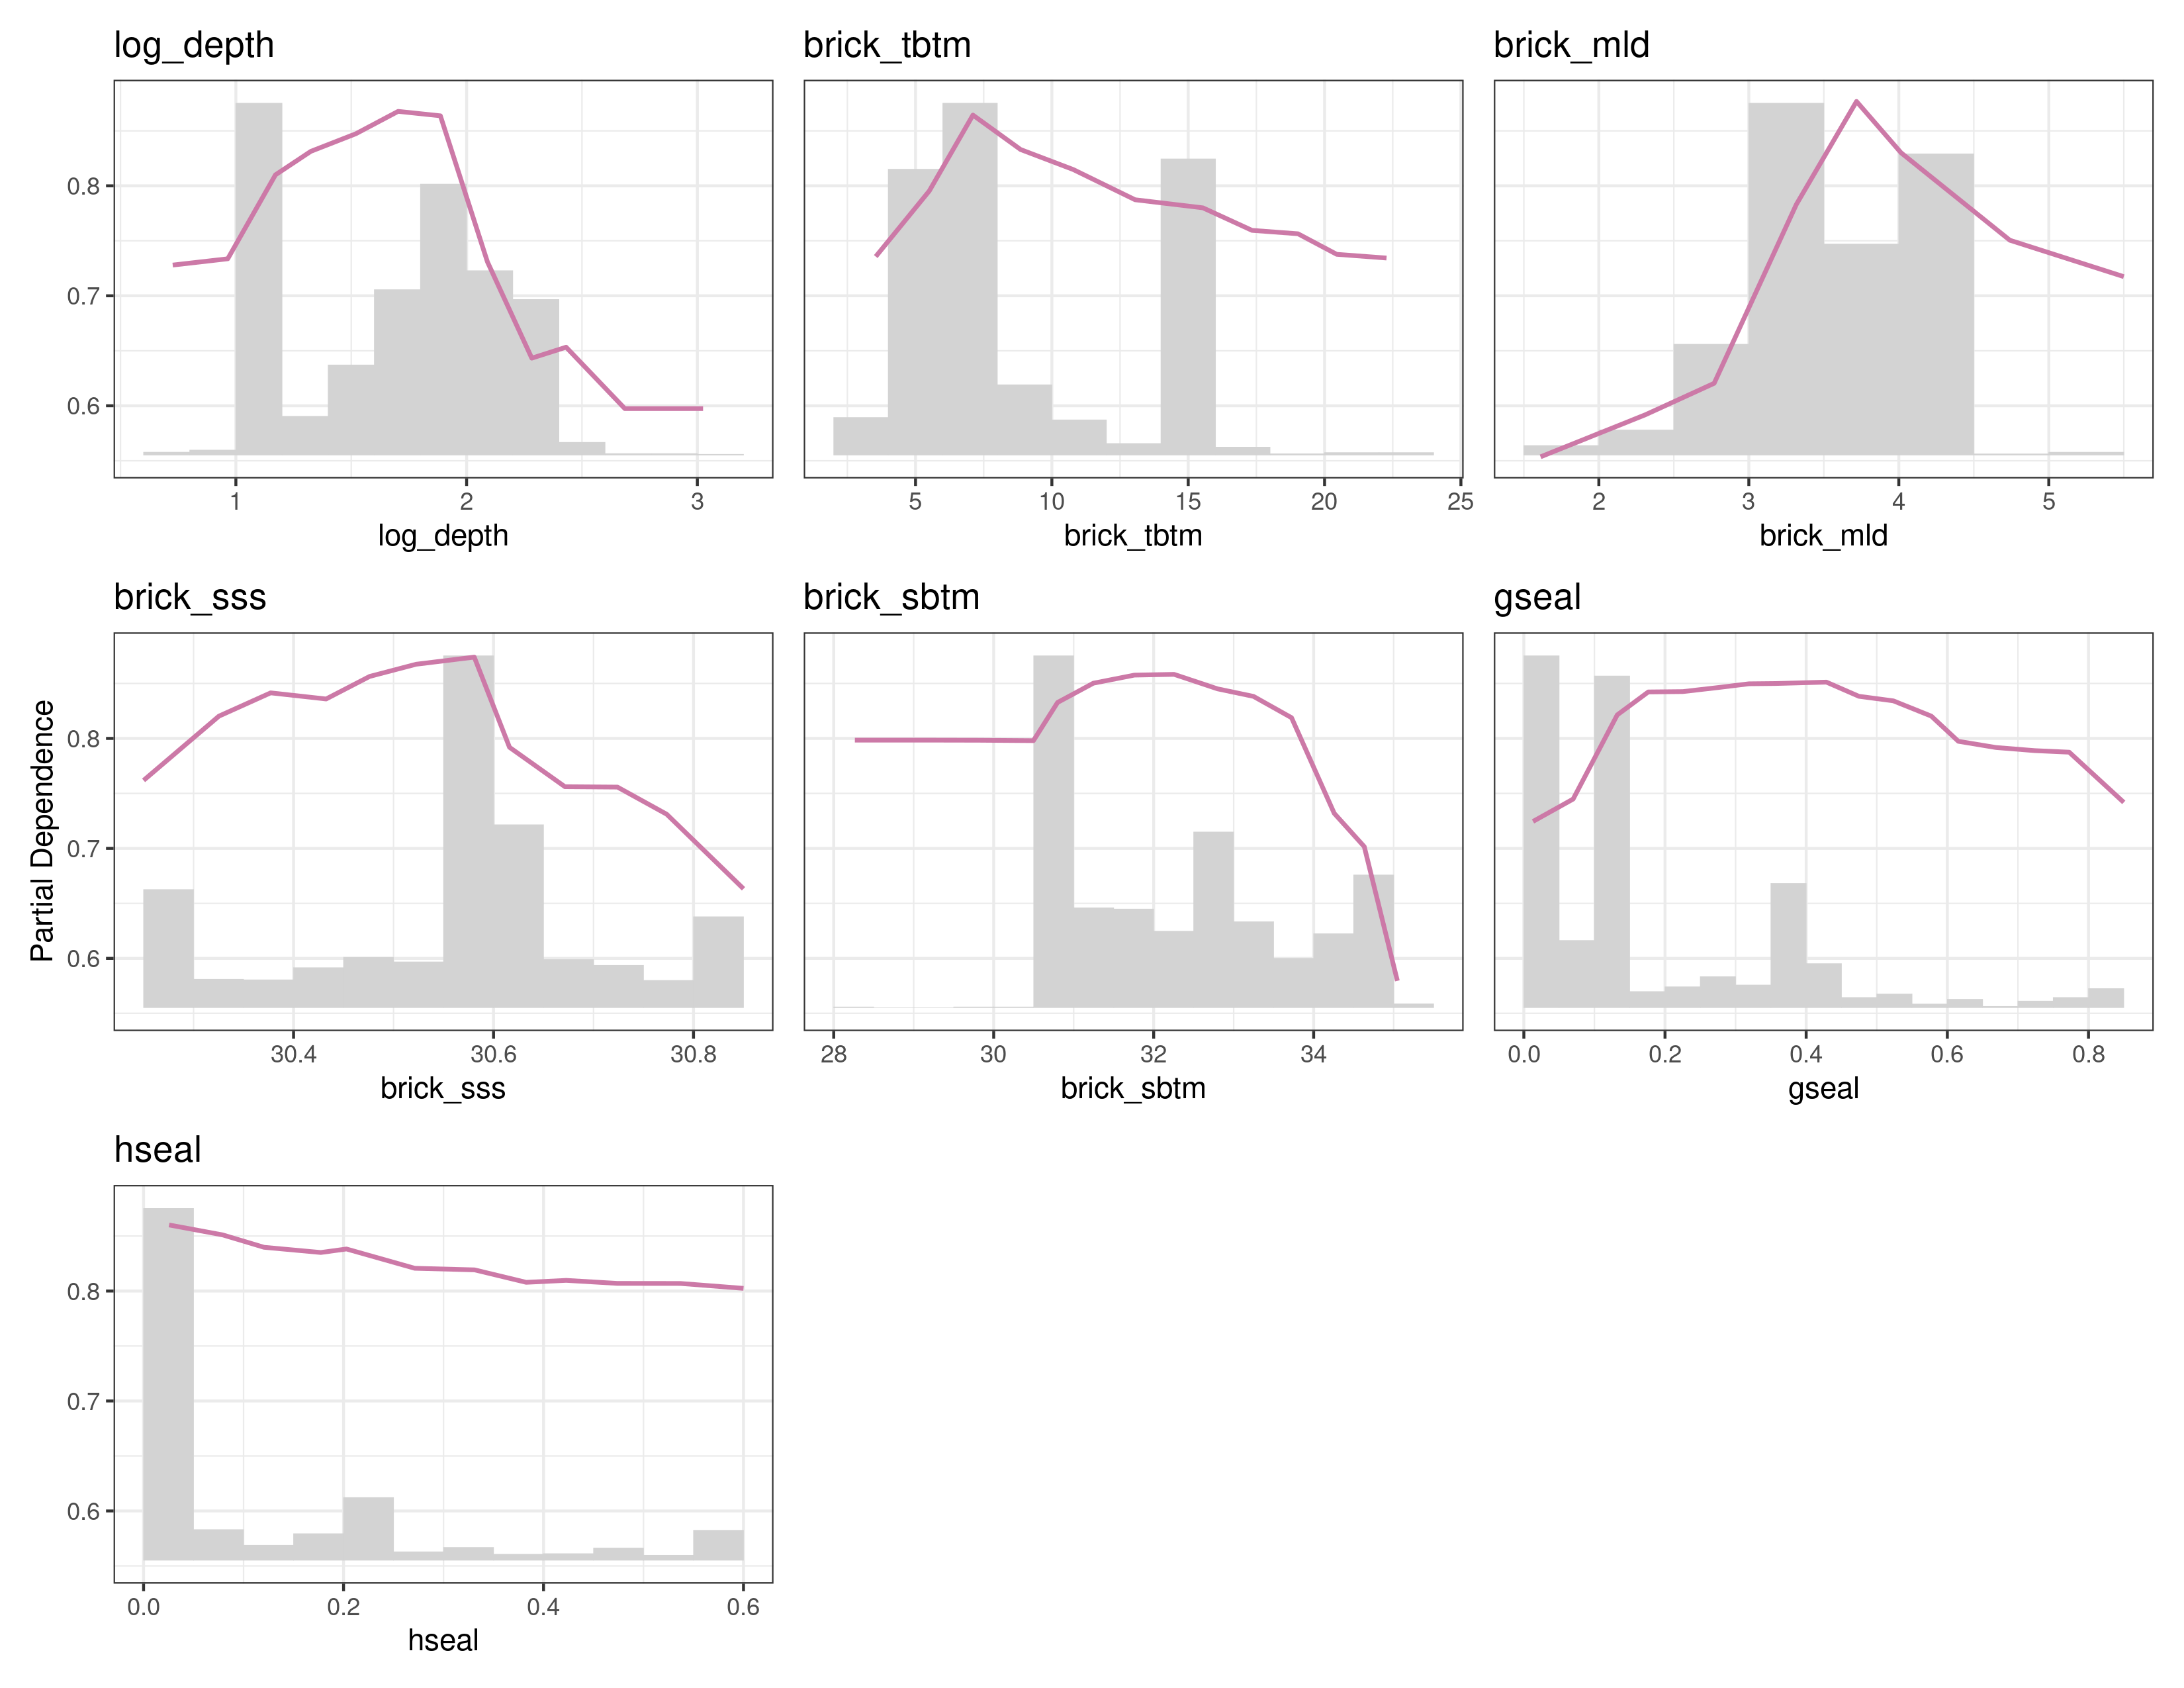 log_depth
brick_tbtm
brick_mld
0.8
0.7
0.6
1 2 3
5 10 15 20 25
2 3 4 5
log_depth
brick_tbtm
brick_mld
brick_sss
brick_sbtm
gseal
Partial Dependence
0.8
0.7
0.6
30.4 30.6 30.8
28 30 32 34
0.0 0.2 0.4 0.6 0.8
brick_sss
brick_sbtm
gseal
hseal
0.8
0.7
0.6
0.0 0.2 0.4 0.6
hseal